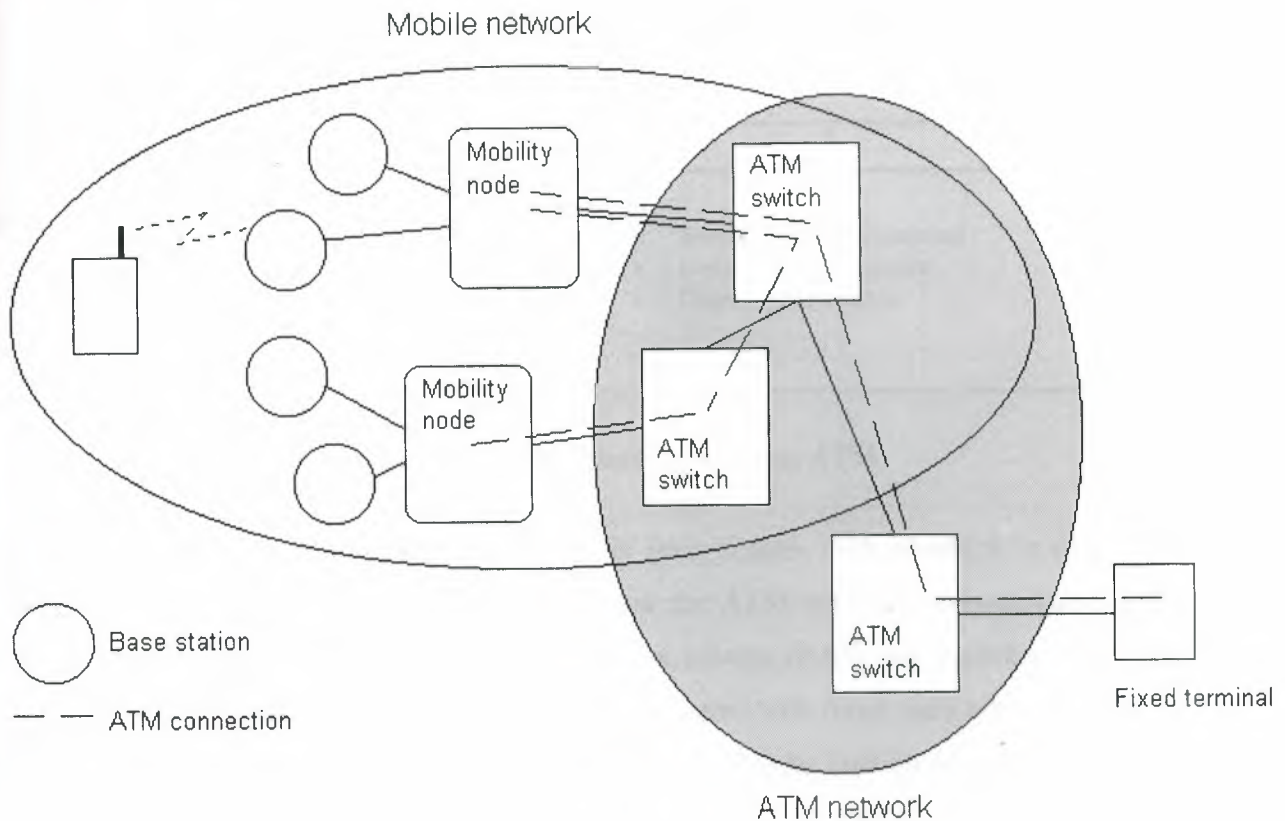 Mobile network
Mobility
node
ATM
switch
Mobility
node
ATM
switch
ATM
switch
Base station
ATM connection
Fixed terminal
ATM network